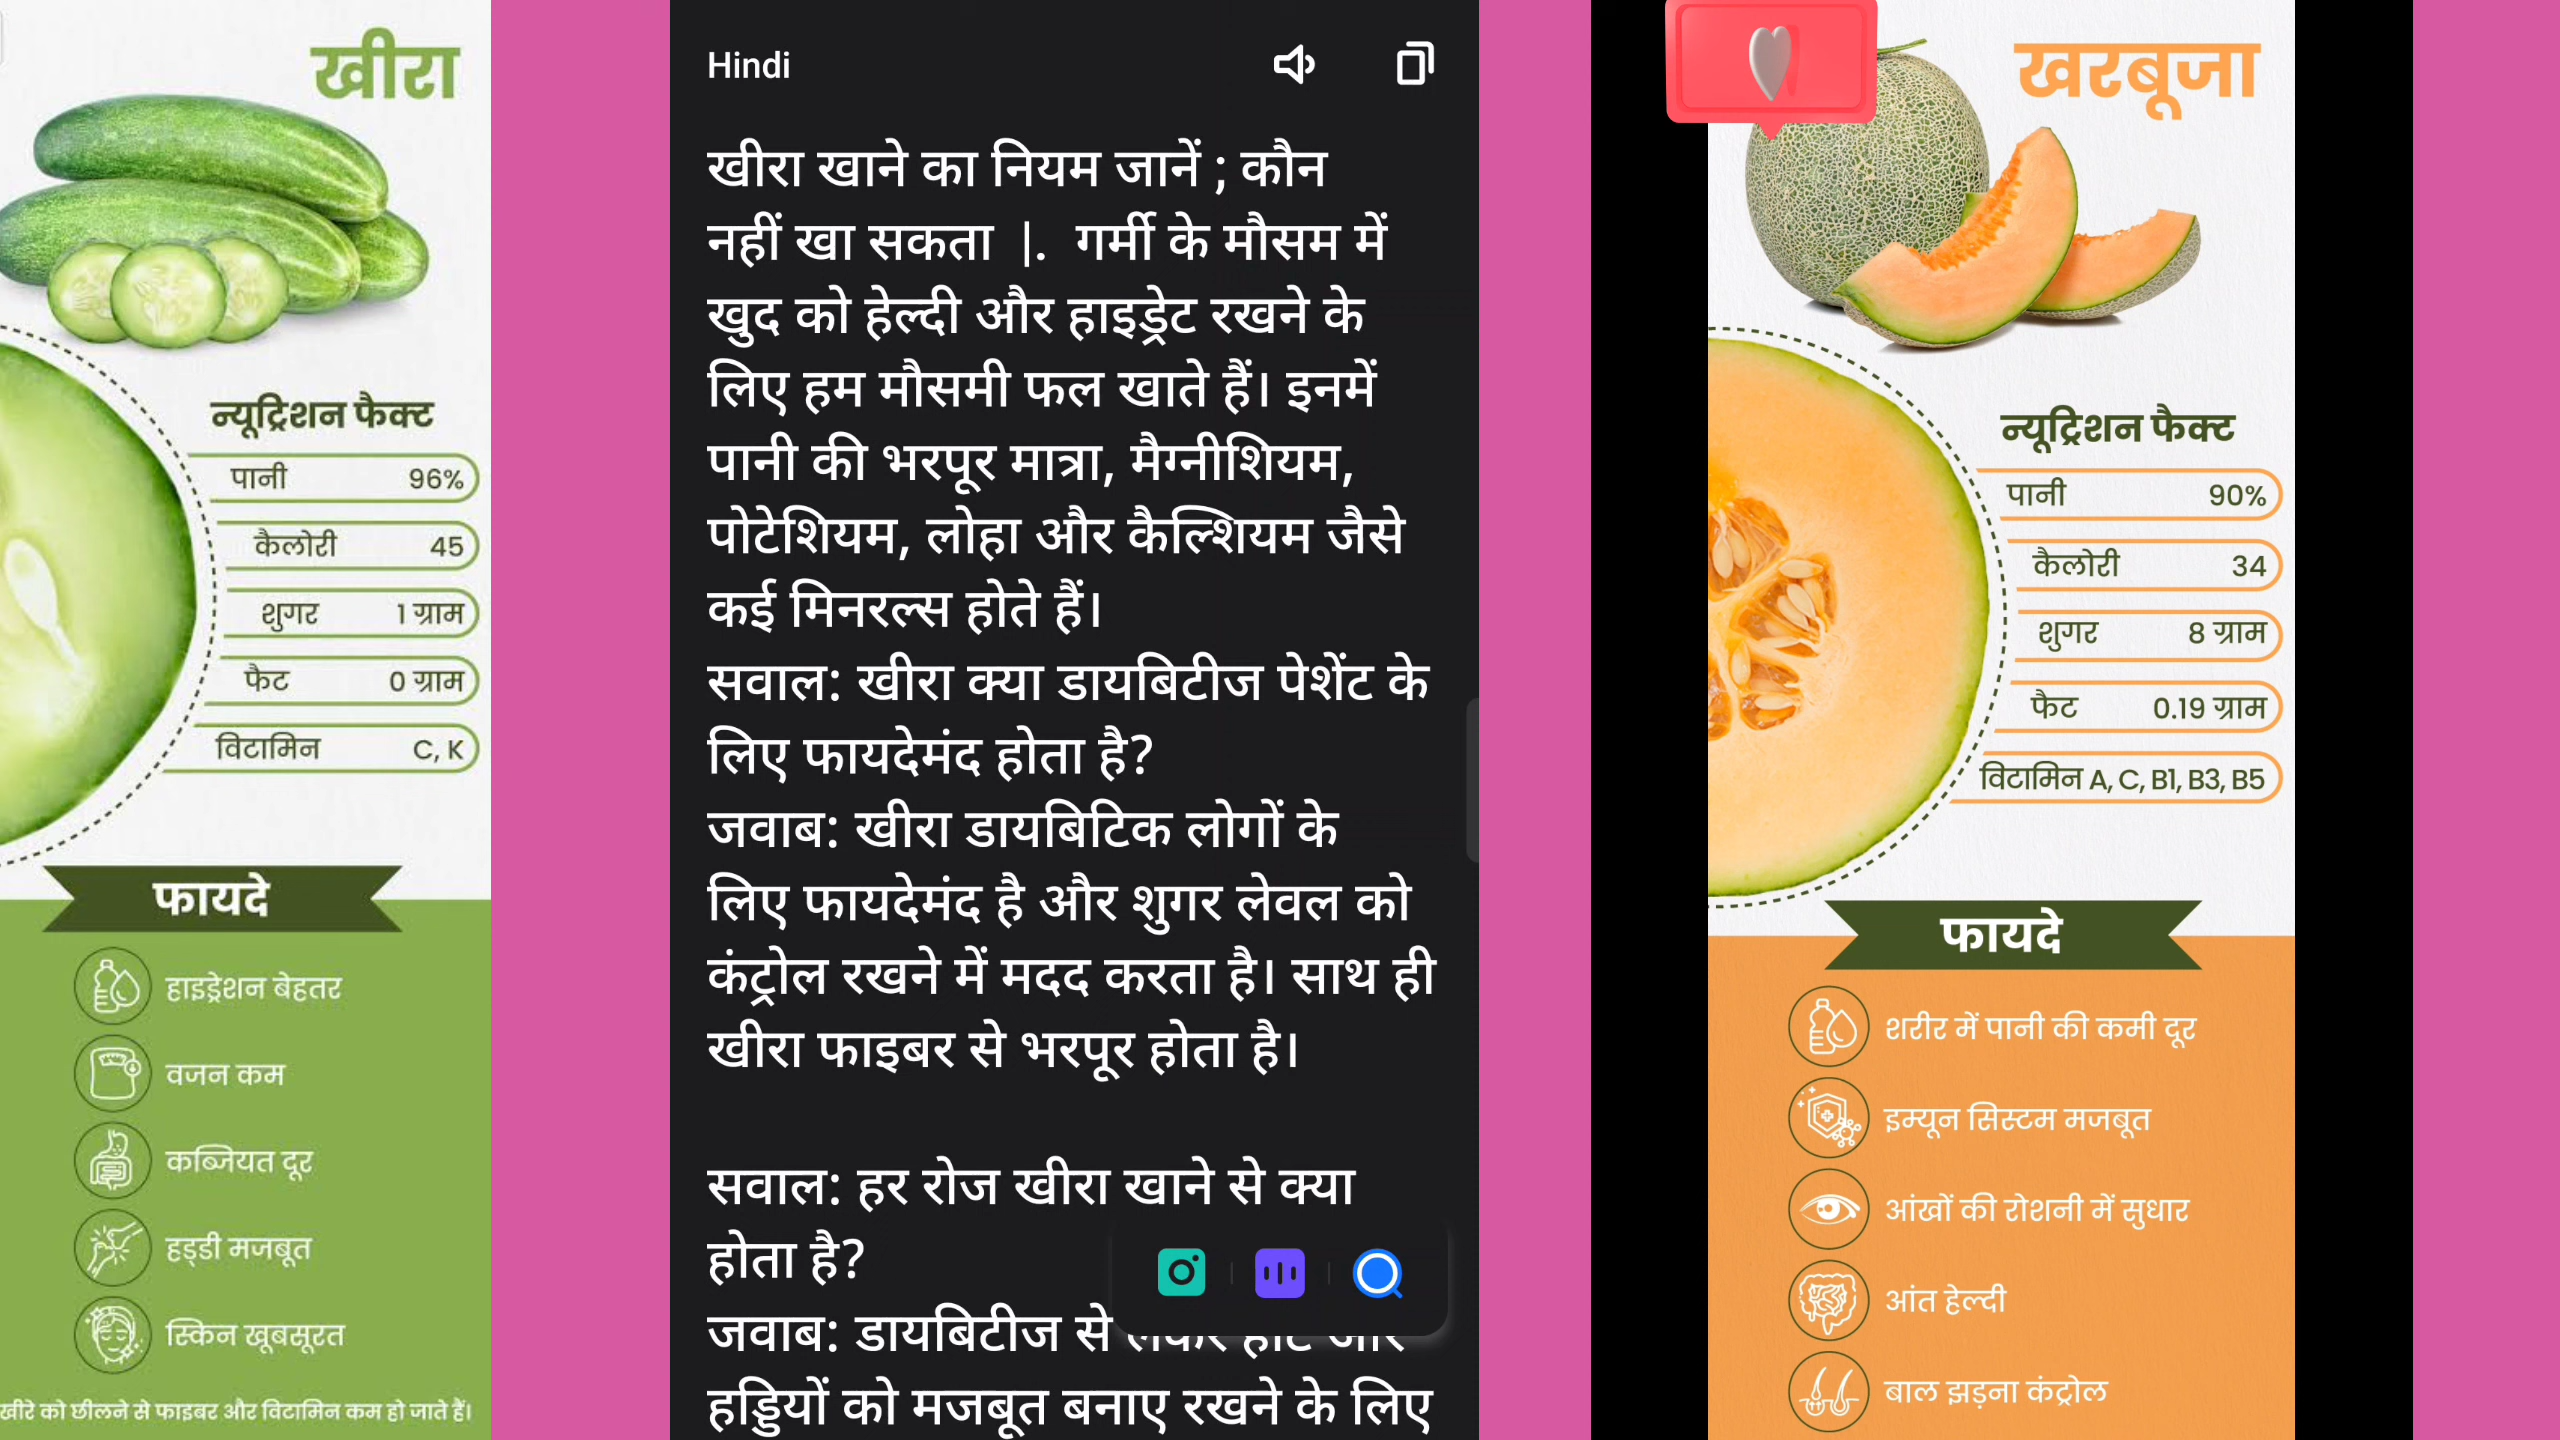 खीरा
न्यूट्रिशन फैक्ट
पानी 96%
कैलोरी 45
शुगर 1 ग्राम
फैट 0 ग्राम
विटामिन C, K
फायदे
हाइड्रेशन बेहतर
वजन कम
कब्जियत दूर
हड्डी मजबूत
स्किन खूबसूरत
खीरे को छीलने से फाइबर और विटामिन कम हो जाते हैं।
Hindi
खीरा खाने का नियम जानें ; कौन
नहीं खा सकता |. गर्मी के मौसम में
खुद को हेल्दी और हाइड्रेट रखने के
लिए हम मौसमी फल खाते हैं। इनमें
पानी की भरपूर मात्रा, मैग्नीशियम,
पोटेशियम, लोहा और कैल्शियम जैसे
कई मिनरल्स होते हैं।
सवाल: खीरा क्या डायबिटीज पेशेंट के
लिए फायदेमंद होता है?
जवाब: खीरा डायबिटिक लोगों के
लिए फायदेमंद है और शुगर लेवल को
कंट्रोल रखने में मदद करता है। साथ ही
खीरा फाइबर से भरपूर होता है।
सवाल: हर रोज खीरा खाने से क्या
होता है?
जवाब: डायबिटीज से
हड्डियों को मजबूत बनाए रखने के लिए
खरबूजा
न्यूट्रिशन फैक्ट
पानी 90%
कैलोरी 34
शुगर 8 ग्राम
फैट 0.19 ग्राम
विटामिन A, C, B1, B3, B5
फायदे
शरीर में पानी की कमी दूर
इम्यून सिस्टम मजबूत
आंखों की रोशनी में सुधार
आंत हेल्दी
बाल झड़ना कंट्रोल